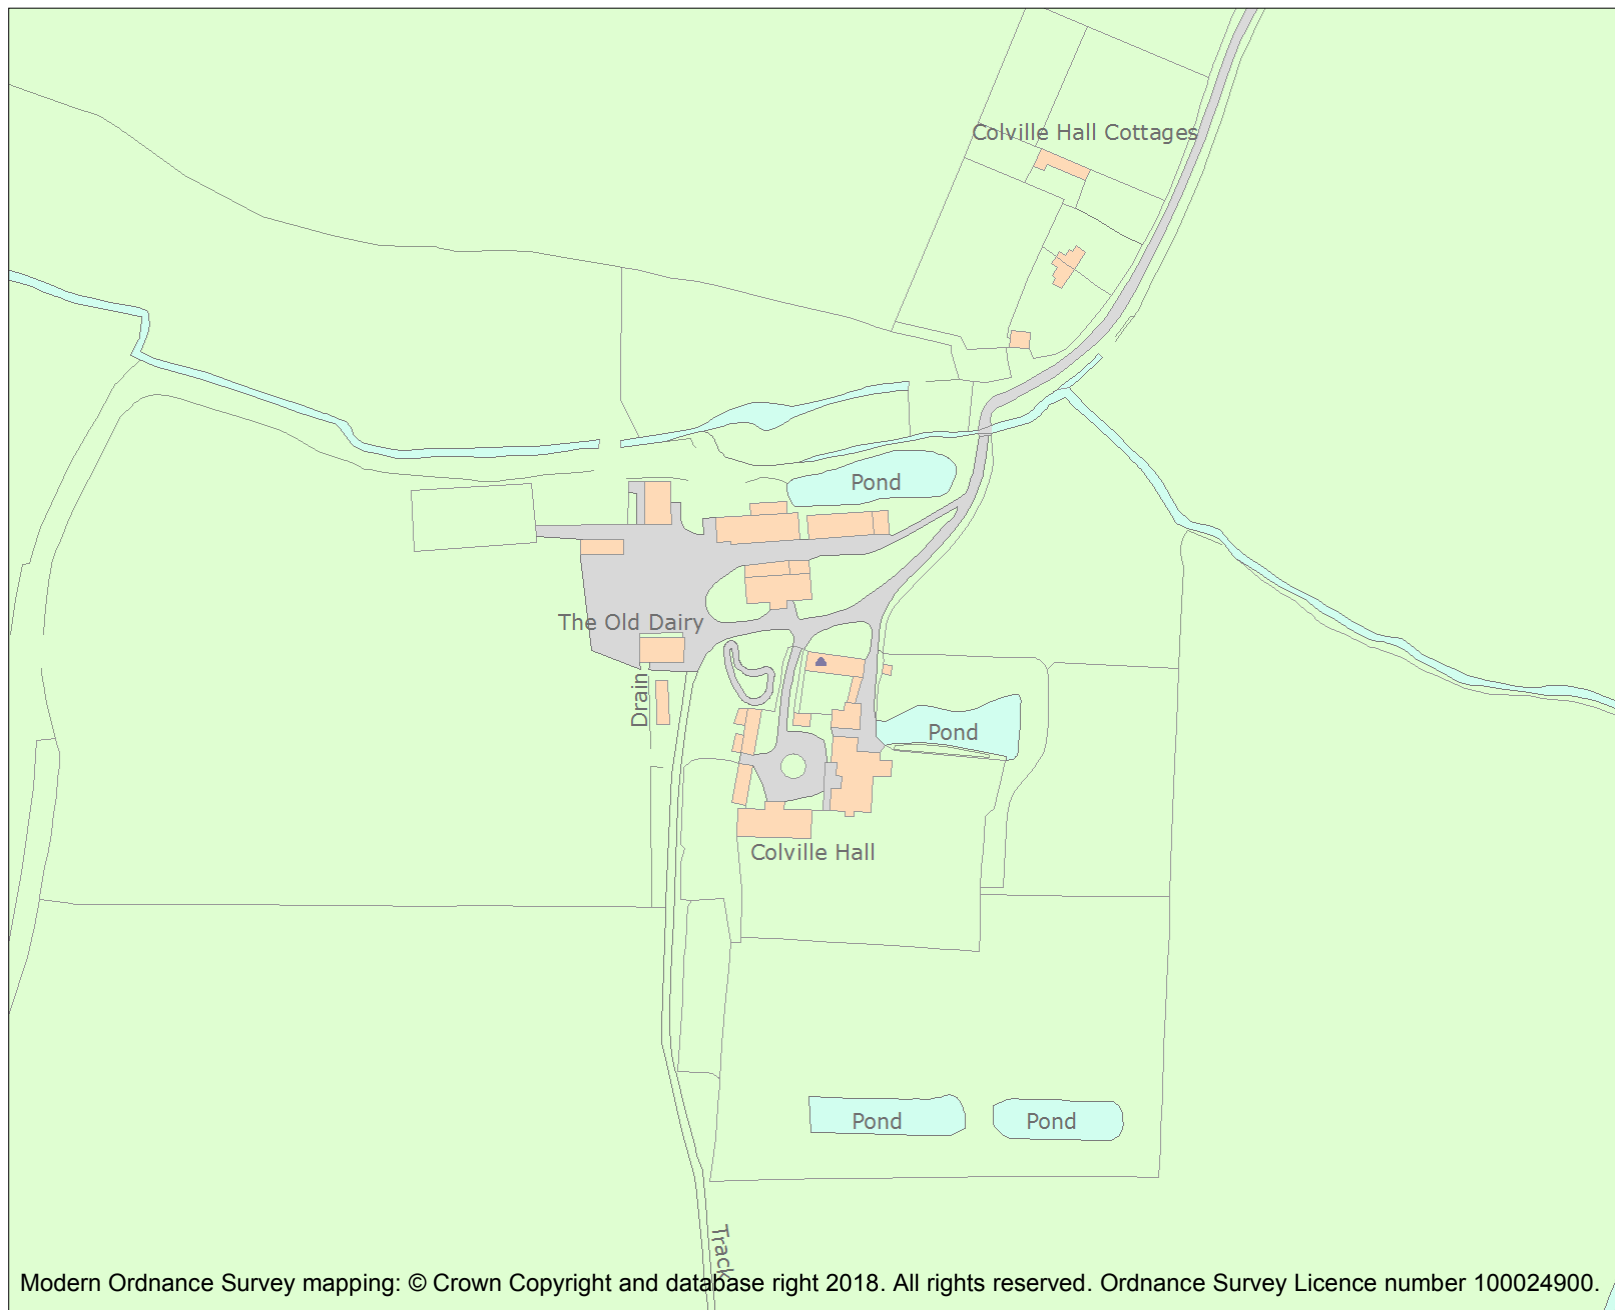 Colville Hall Cottages
Pond
The Old Dairy
Drain
Pond
Colville Hall
Pond
Pond
Track
Modern Ordnance Survey mapping: © Crown Copyright and database right 2018. All rights reserved. Ordnance Survey Licence number 100024900.